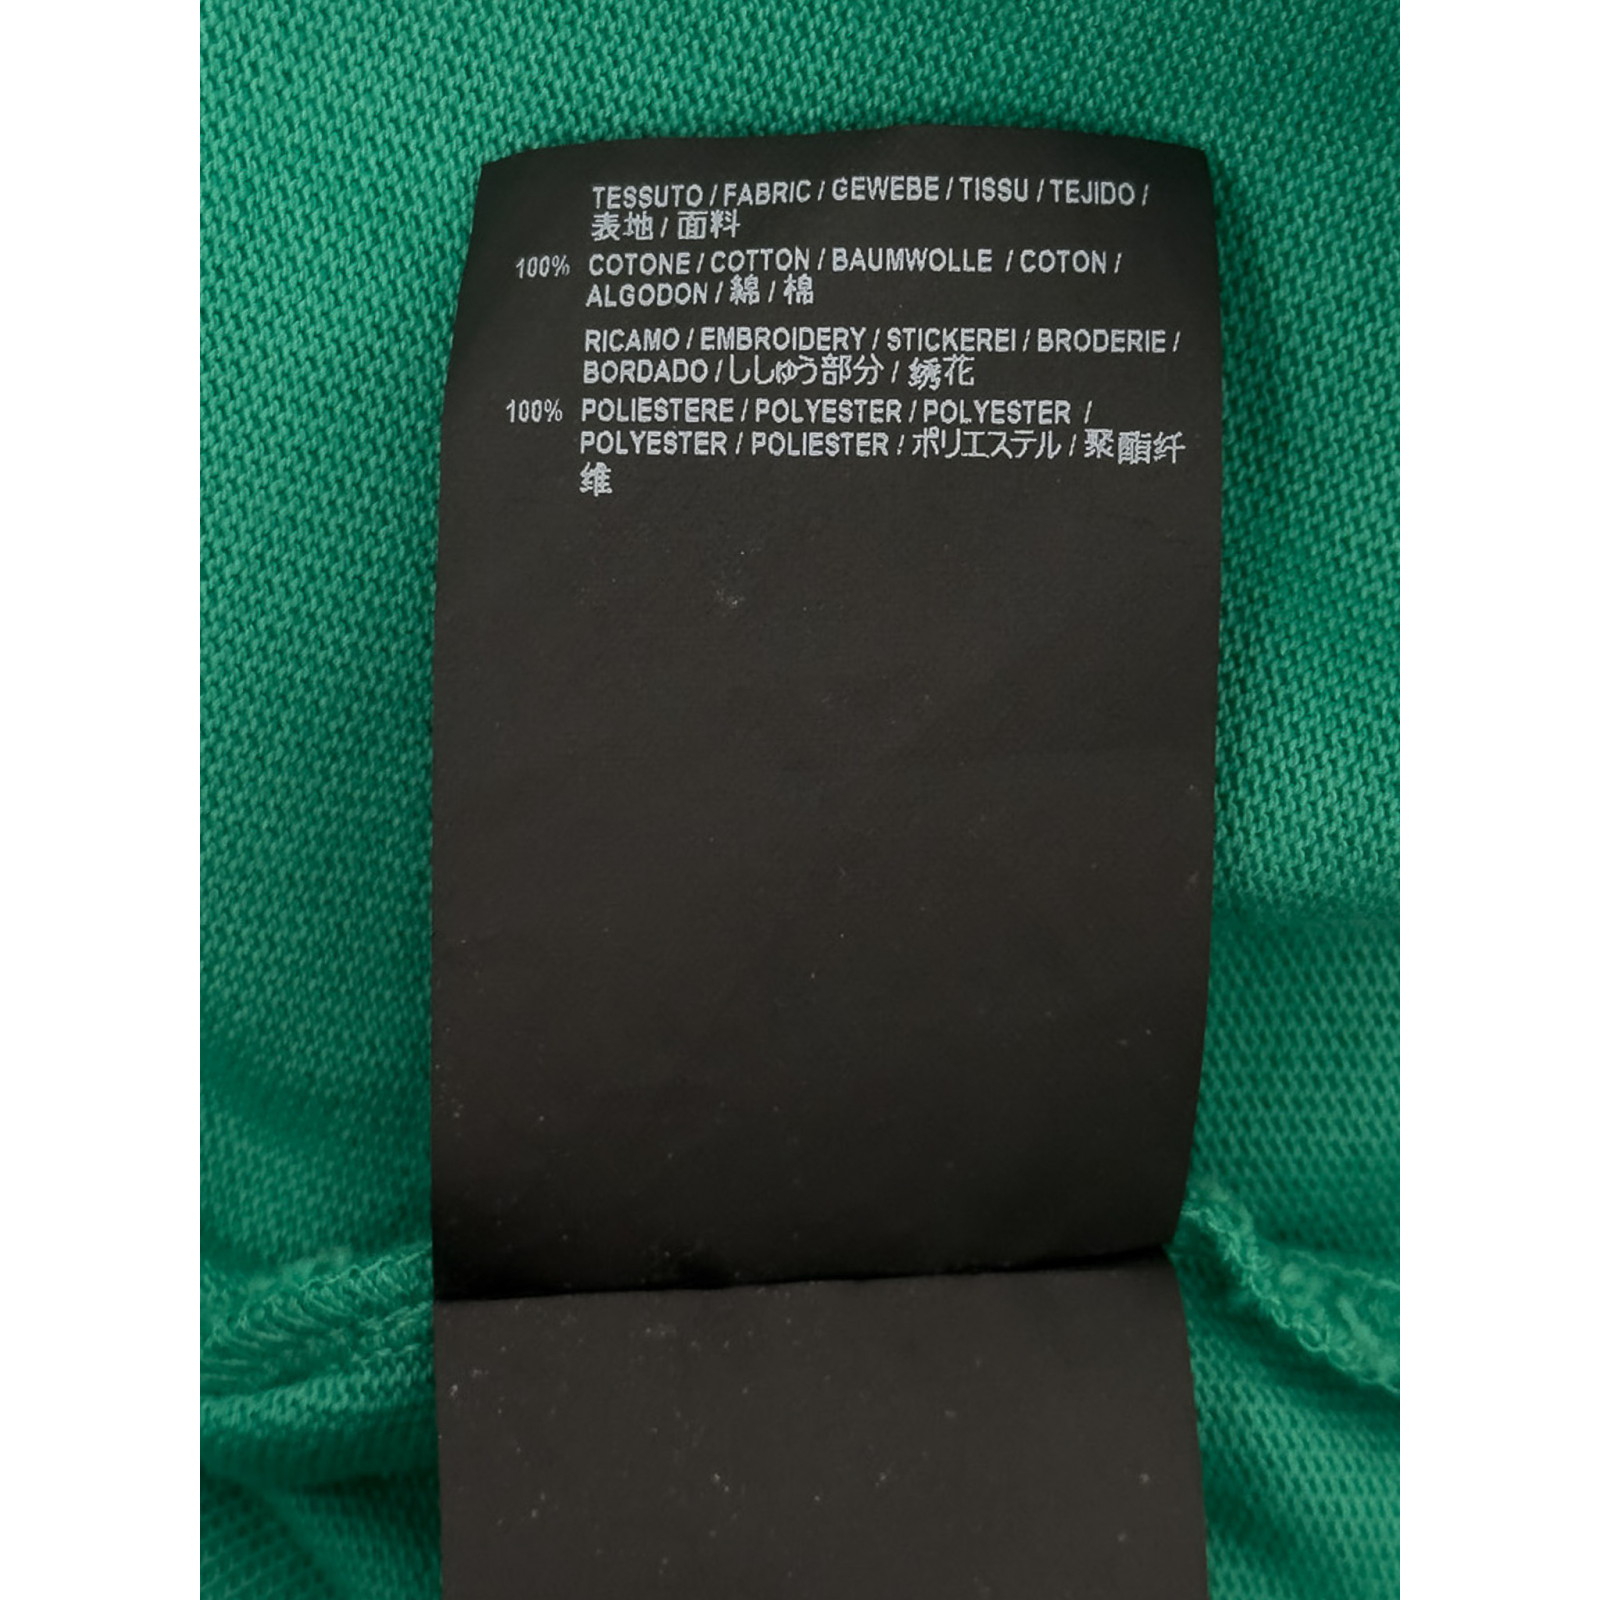 TESSUTO / FABRIC / GEWEBE / TISSU / TEJIDO /
表地 / 面料
100% COTONE / COTTON / BAUMWOLLE / COTON /
ALGODON / 綿 / 棉
RICAMO / EMBROIDERY / STICKEREI / BRODERIE /
BORDADO / ししゅう部分 / 绣花
100% POLIESTERE / POLYESTER / POLYESTER /
POLYESTER / POLIESTER / ポリエステル / 聚酯纤
维